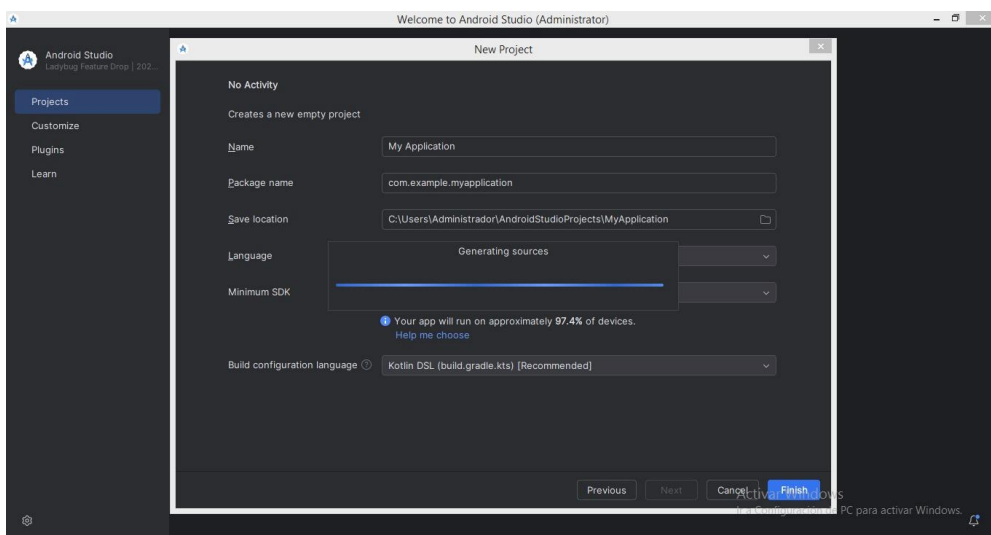 Welcome to Android Studio (Administrator)
Android Studio
Ladybug Feature Drop | 202...
Projects
Customize
Plugins
Learn
New Project
No Activity
Creates a new empty project
Name
My Application
Package name
com.example.myapplication
Save location
C:\Users\Administrador\AndroidStudioProjects\MyApplication
Language
Generating sources
Minimum SDK
Your app will run on approximately 97.4% of devices.
Help me choose
Build configuration language
Kotlin DSL (build.gradle.kts) [Recommended]
Previous
Next
Cancel
Finish
Activar Windows
Ir a Configuración de PC para activar Windows.